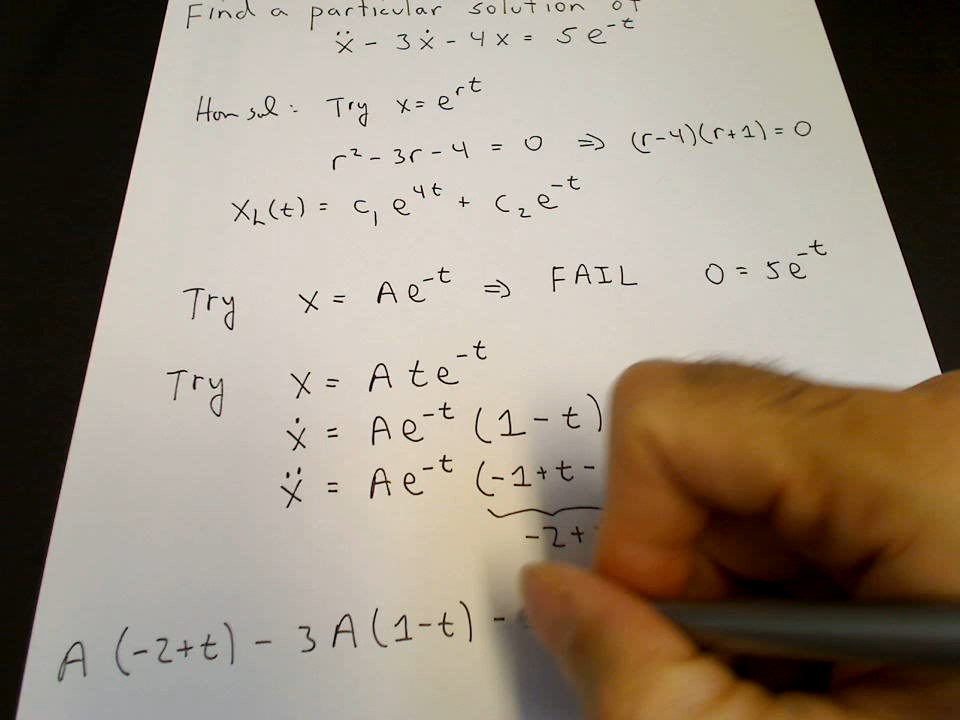 Find a particular solution of
ẍ - 3ẋ - 4x = 5e^-t
Hom sol: Try x = e^rt
r² - 3r - 4 = 0 ⇒ (r-4)(r+1) = 0
x_L(t) = c₁e^4t + c₂e^-t
Try x = Ae^-t ⇒ FAIL 0 = 5e^-t
Try x = Ate^-t
ẋ = Ae^-t (1-t)
ẍ = Ae^-t (-1+t-
-2+
A(-2+t) - 3A(1-t) -